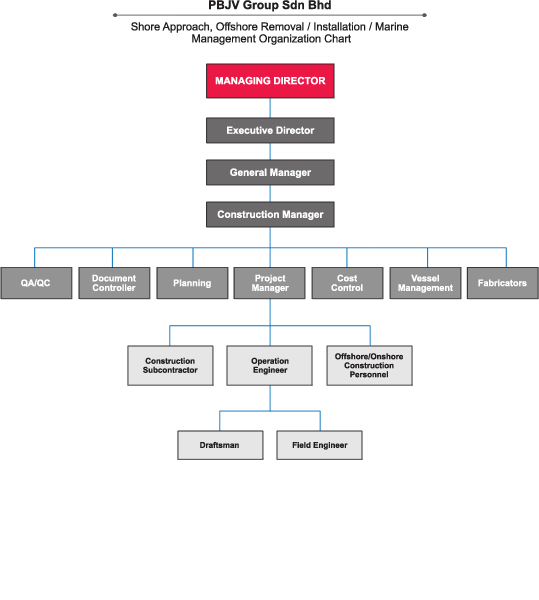 PBJV Group Sdn Bhd
Shore Approach, Offshore Removal / Installation / Marine
Management Organization Chart
MANAGING DIRECTOR
Executive Director
General Manager
Construction Manager
QA/QC
Document
Controller
Planning
Project
Manager
Cost
Control
Vessel
Management
Fabricators
Construction
Subcontractor
Operation
Engineer
Offshore/Onshore
Construction
Personnel
Draftsman
Field Engineer